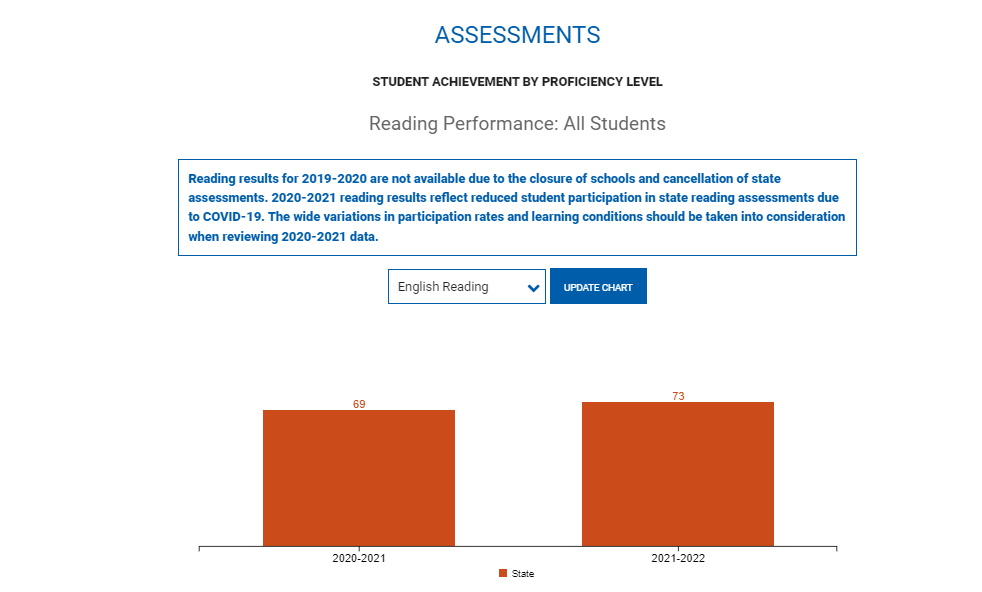 ASSESSMENTS
STUDENT ACHIEVEMENT BY PROFICIENCY LEVEL
Reading Performance: All Students
Reading results for 2019-2020 are not available due to the closure of schools and cancellation of state
assessments. 2020-2021 reading results reflect reduced student participation in state reading assessments due
to COVID-19. The wide variations in participation rates and learning conditions should be taken into consideration
when reviewing 2020-2021 data.
English Reading
UPDATE CHART
69
73
2020-2021
2021-2022
State